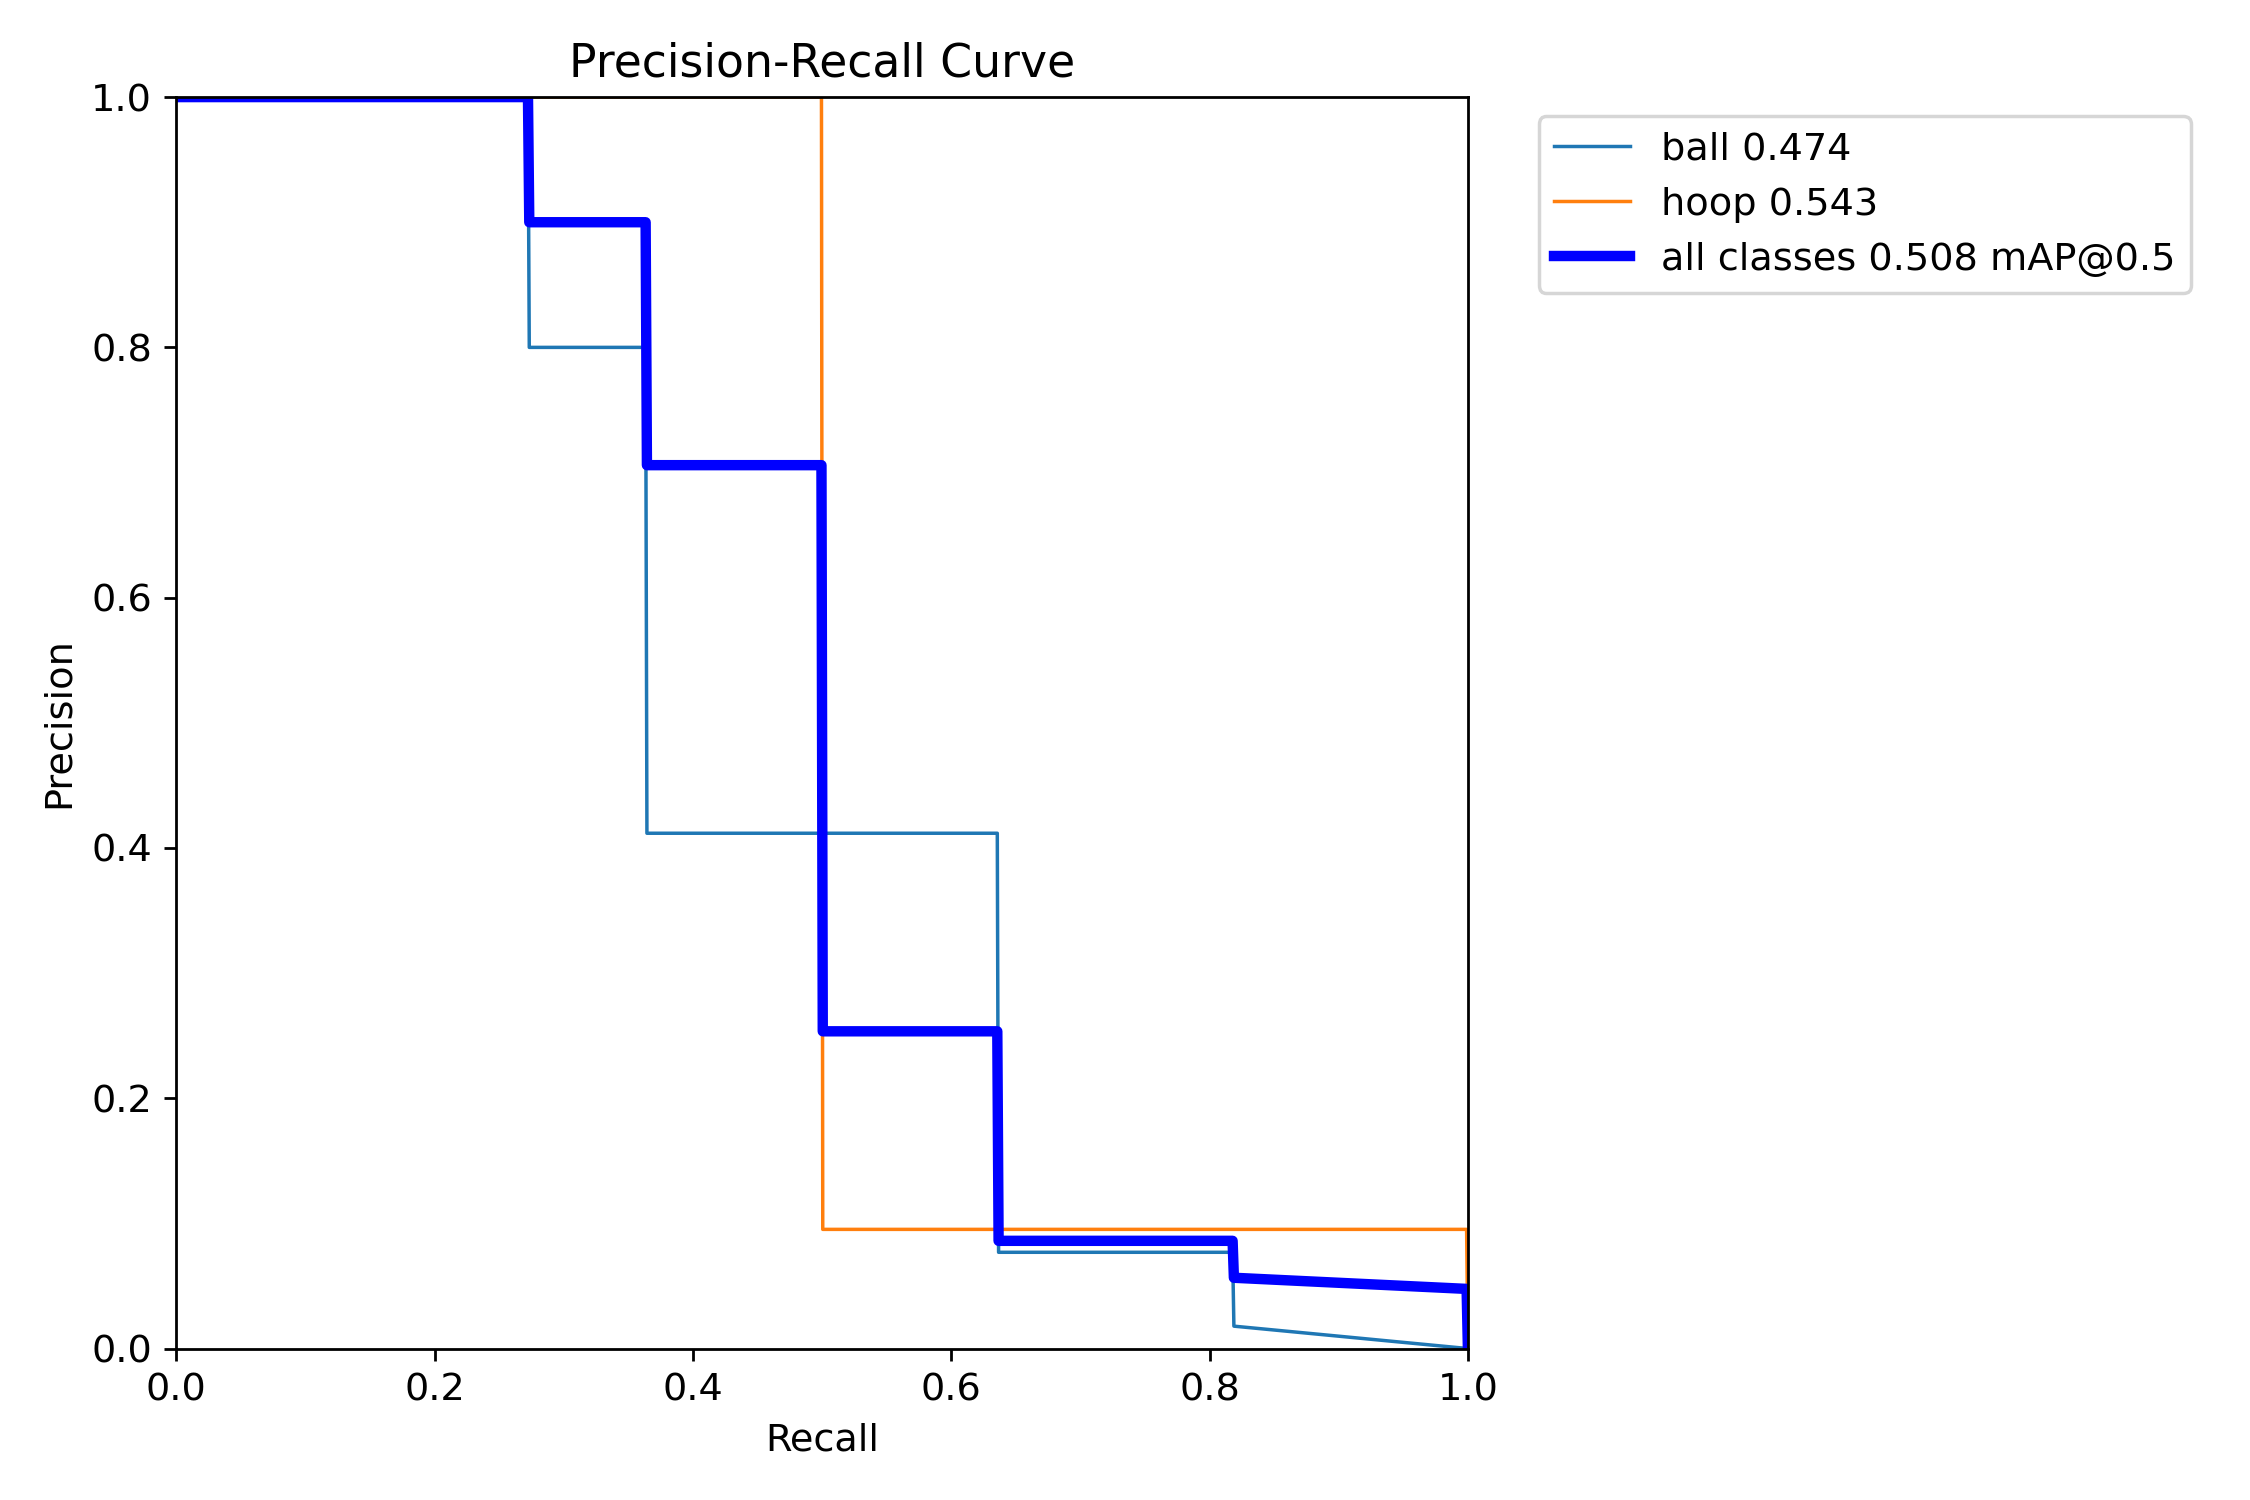 Precision-Recall Curve
1.0
0.8
0.6
0.4
0.2
0.0
Precision
0.0 0.2 0.4 0.6 0.8 1.0
Recall
ball 0.474
hoop 0.543
all classes 0.508 mAP@0.5